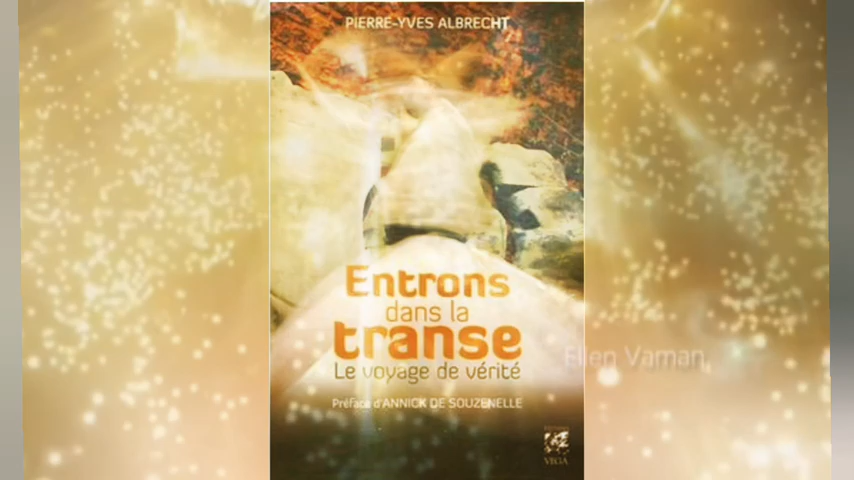 PIERRE-YVES ALBRECHT
Entrons
dans la
transe
Le voyage de vérité
Ellen Vaman
Préface d'ANNICK DE SOUZENELLE
VEGA